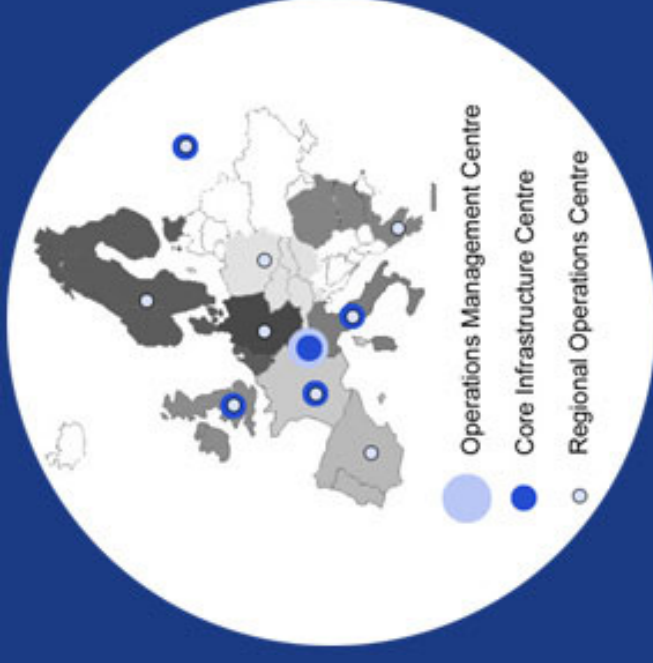 Operations Management Centre
Core Infrastructure Centre
Regional Operations Centre